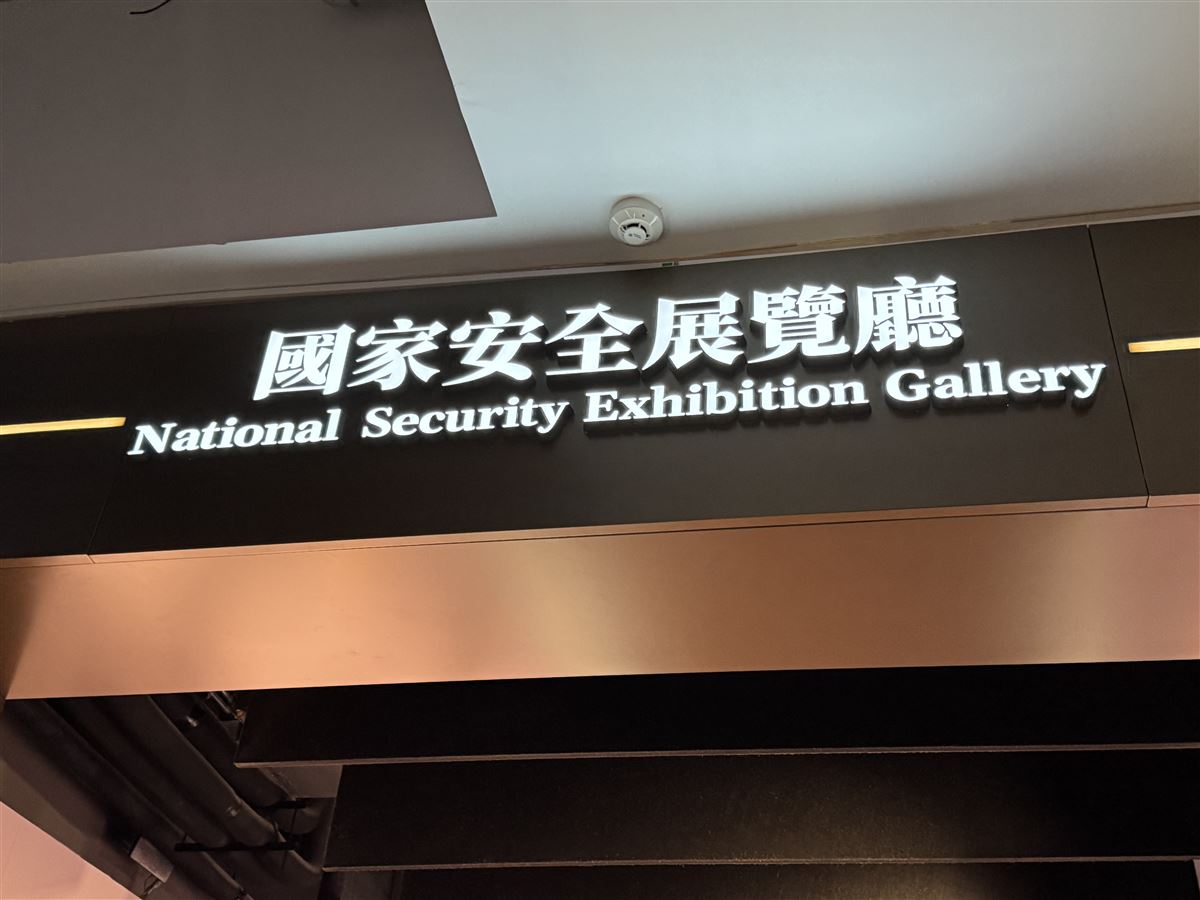 國家安全展覽廳
National Security Exhibition Gallery